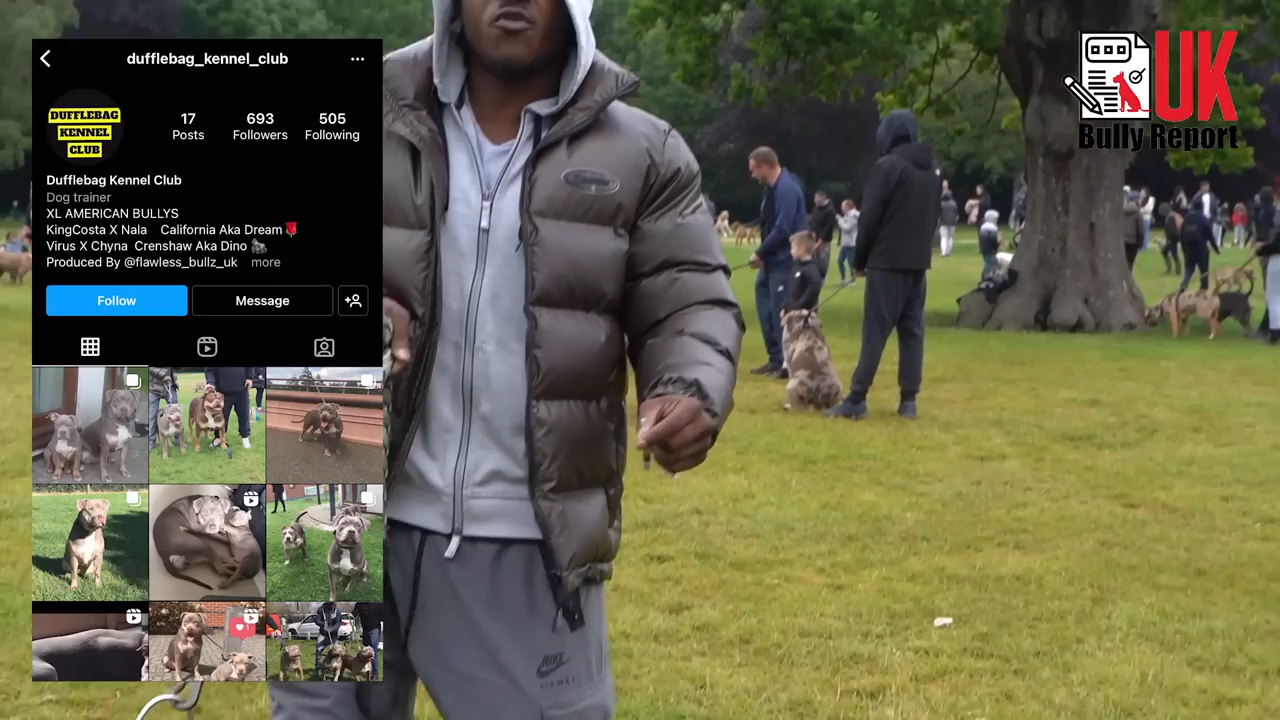 dufflebag_kennel_club
DUFFLEBAG
KENNEL
CLUB
17
Posts
693
Followers
505
Following
Dufflebag Kennel Club
Dog trainer
XL AMERICAN BULLYS
KingCosta X Nala California Aka Dream🌹
Virus X Chyna Crenshaw Aka Dino 🦍
Produced By @flawless_bullz_uk more
Follow
Message
UK
Bully Report
NIKE